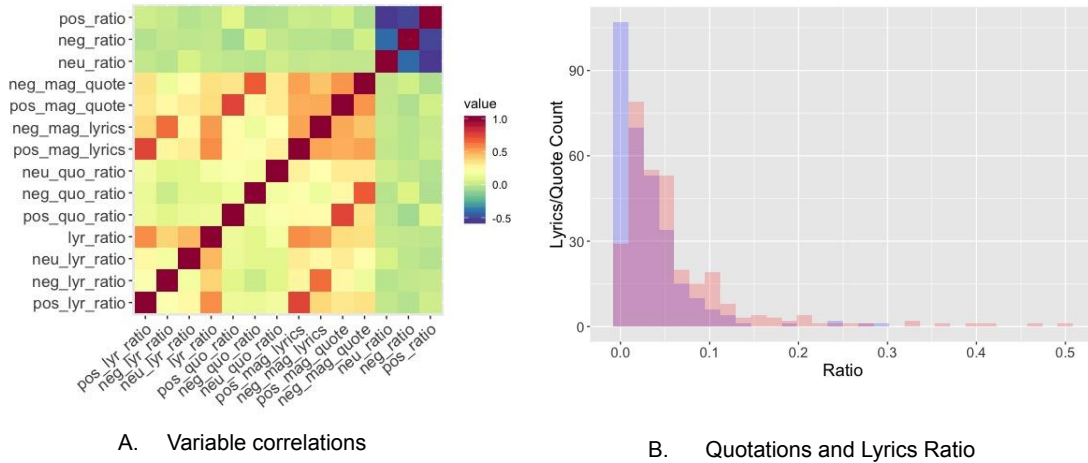 pos_ratio
neg_ratio
neu_ratio
neg_mag_quote
pos_mag_quote
neg_mag_lyrics
pos_mag_lyrics
neu_quo_ratio
neg_quo_ratio
pos_quo_ratio
lyr_ratio
neu_lyr_ratio
neg_lyr_ratio
pos_lyr_ratio
pos_lyr_ratio
neg_lyr_ratio
neu_lyr_ratio
lyr_ratio
pos_quo_ratio
neg_quo_ratio
neu_quo_ratio
pos_mag_lyrics
neg_mag_lyrics
pos_mag_quote
neg_mag_quote
neu_ratio
neg_ratio
pos_ratio
value
1.0
0.5
0.0
-0.5
A. Variable correlations
Lyrics/Quote Count
90
60
30
0
0.0 0.1 0.2 0.3 0.4 0.5
Ratio
B. Quotations and Lyrics Ratio